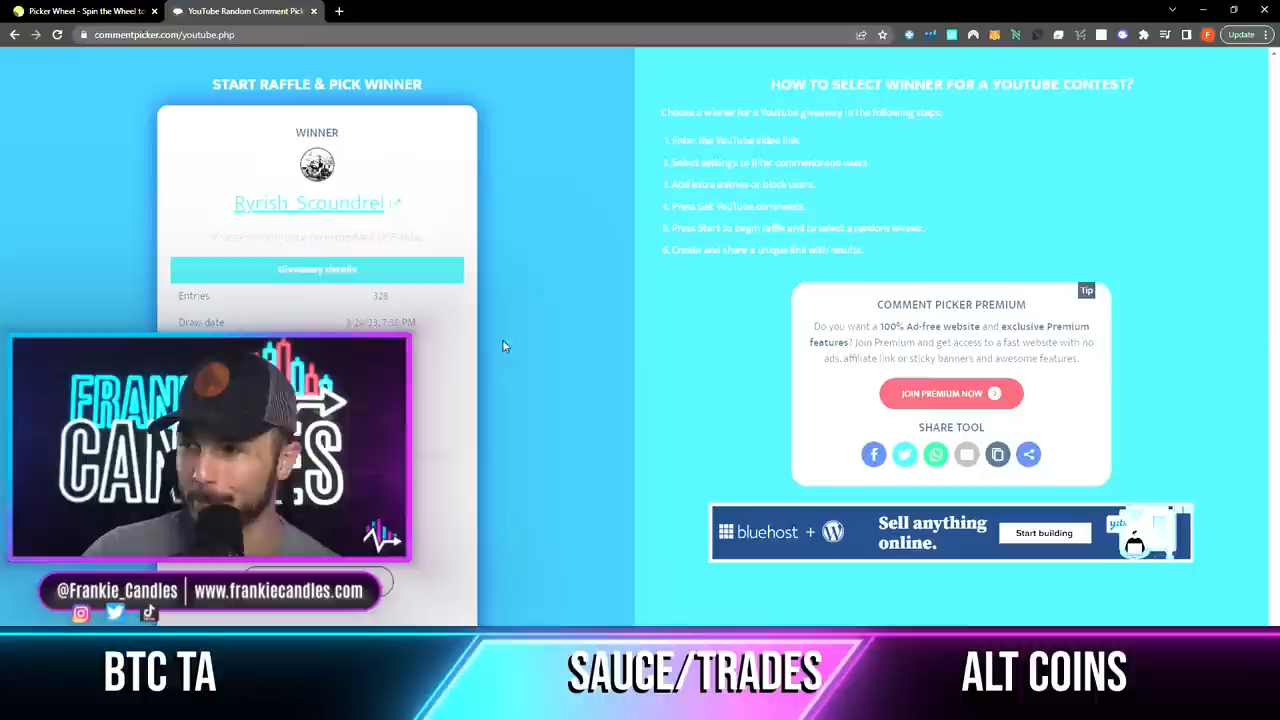 Picker Wheel - Spin the Wheel to
YouTube Random Comment Pick
commentpicker.com/youtube.php
Update
START RAFFLE & PICK WINNER
WINNER
Ryrish_Scoundrel
Giveaway details
Entries 328
Draw date
HOW TO SELECT WINNER FOR A YOUTUBE CONTEST?
Choose a winner for a Youtube giveaway in the following steps:
1. Enter the YouTube video link.
2. Select settings to filter comments and users.
3. Add extra entries or block users.
4. Press Get YouTube comments.
5. Press Start to begin raffle and to select a random winner.
6. Create and share a unique link with results.
Tip
COMMENT PICKER PREMIUM
Do you want a 100% Ad-free website and exclusive Premium
features? Join Premium and get access to a fast website with no
ads, affiliate link or sticky banners and awesome features.
JOIN PREMIUM NOW
SHARE TOOL
bluehost +
Sell anything
online.
Start building
@Frankie_Candles | www.frankiecandles.com
BTC TA
SAUCE/TRADES
ALT COINS